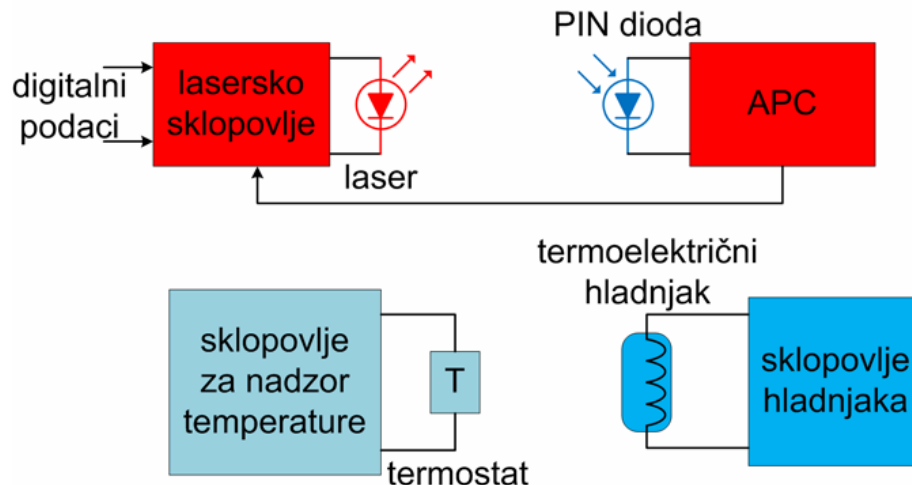 PIN dioda
digitalni
podaci
lasersko
sklopovlje
APC
laser
termoelektrični
hladnjak
sklopovlje
za nadzor
temperature
T
sklopovlje
hladnjaka
termostat